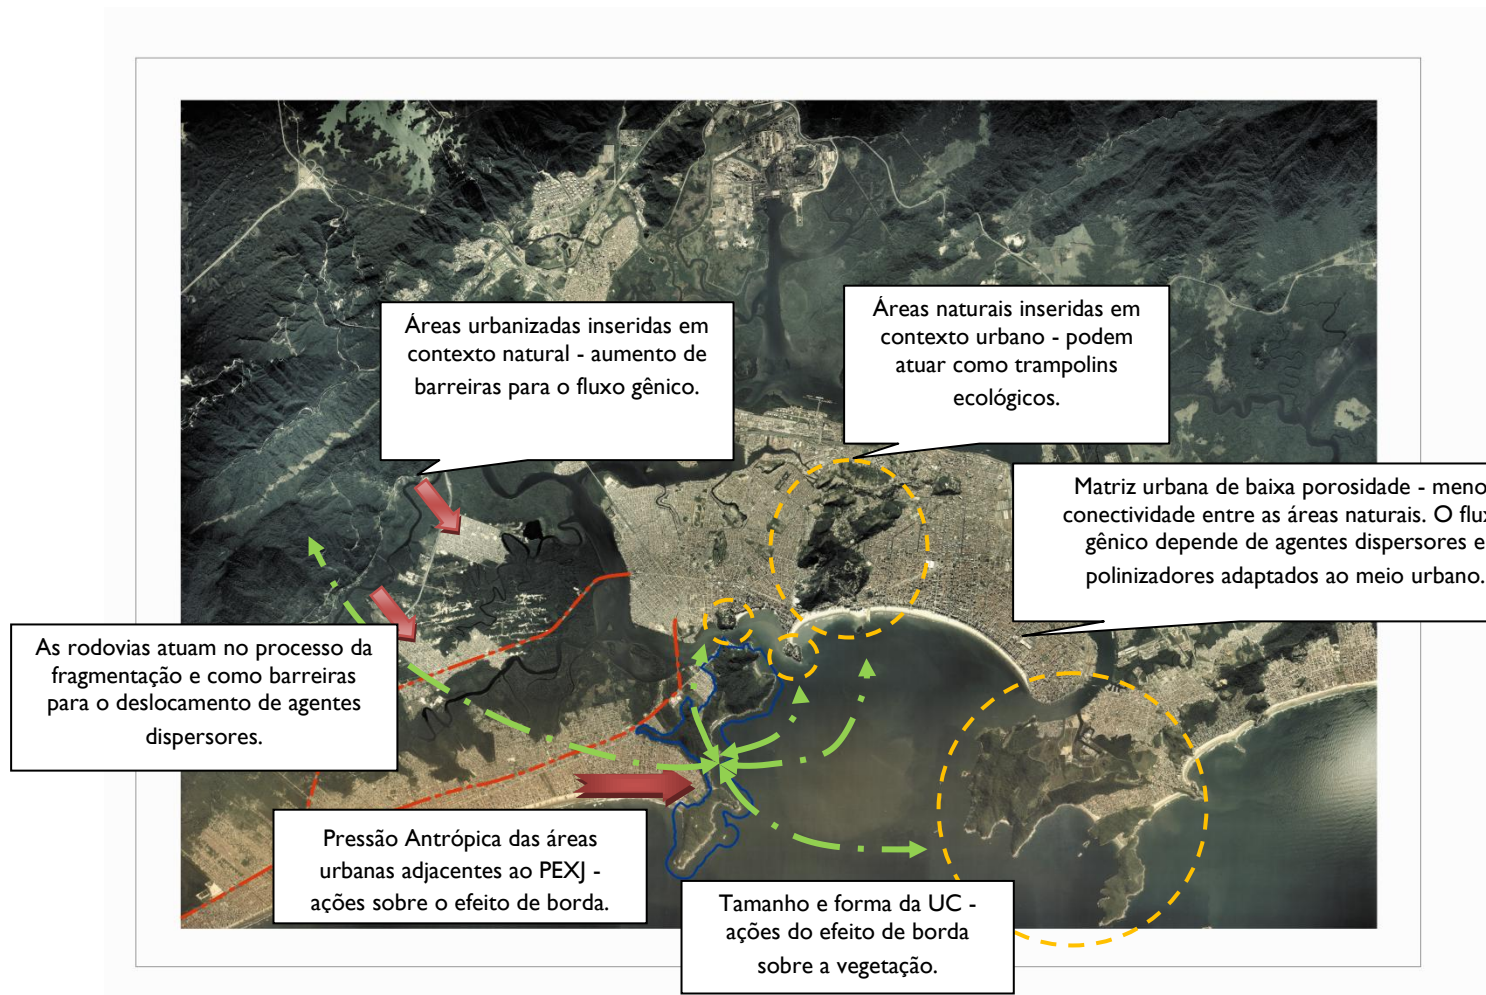 Áreas urbanizadas inseridas em
contexto natural - aumento de
barreiras para o fluxo gênico.
Áreas naturais inseridas em
contexto urbano - podem
atuar como trampolins
ecológicos.
Matriz urbana de baixa porosidade - meno
conectividade entre as áreas naturais. O flux
gênico depende de agentes dispersores e
polinizadores adaptados ao meio urbano.
As rodovias atuam no processo da
fragmentação e como barreiras
para o deslocamento de agentes
dispersores.
Pressão Antrópica das áreas
urbanas adjacentes ao PEXJ -
ações sobre o efeito de borda.
Tamanho e forma da UC -
ações do efeito de borda
sobre a vegetação.